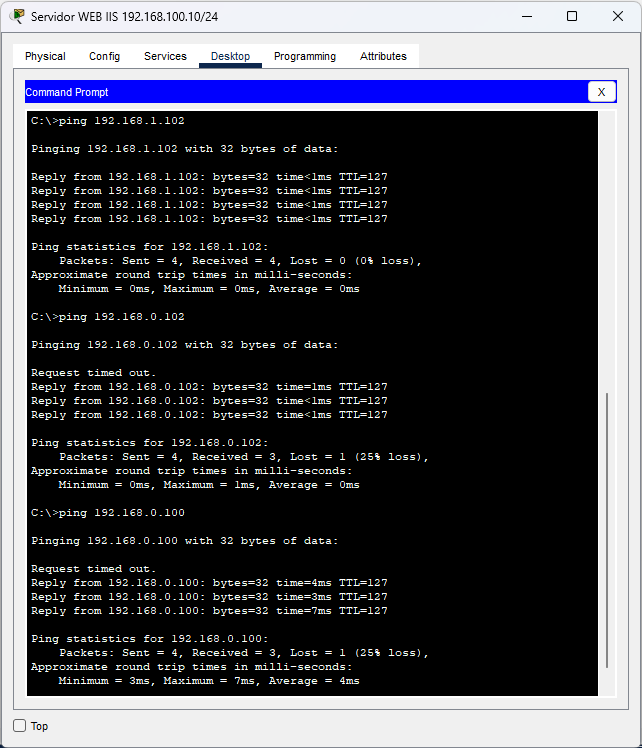 Servidor WEB IIS 192.168.100.10/24
Physical Config Services Desktop Programming Attributes
Command Prompt X
C:\>ping 192.168.1.102
Pinging 192.168.1.102 with 32 bytes of data:
Reply from 192.168.1.102: bytes=32 time<1ms TTL=127
Reply from 192.168.1.102: bytes=32 time<1ms TTL=127
Reply from 192.168.1.102: bytes=32 time<1ms TTL=127
Reply from 192.168.1.102: bytes=32 time<1ms TTL=127
Ping statistics for 192.168.1.102:
    Packets: Sent = 4, Received = 4, Lost = 0 (0% loss),
Approximate round trip times in milli-seconds:
    Minimum = 0ms, Maximum = 0ms, Average = 0ms
C:\>ping 192.168.0.102
Pinging 192.168.0.102 with 32 bytes of data:
Request timed out.
Reply from 192.168.0.102: bytes=32 time=1ms TTL=127
Reply from 192.168.0.102: bytes=32 time<1ms TTL=127
Reply from 192.168.0.102: bytes=32 time<1ms TTL=127
Ping statistics for 192.168.0.102:
    Packets: Sent = 4, Received = 3, Lost = 1 (25% loss),
Approximate round trip times in milli-seconds:
    Minimum = 0ms, Maximum = 1ms, Average = 0ms
C:\>ping 192.168.0.100
Pinging 192.168.0.100 with 32 bytes of data:
Request timed out.
Reply from 192.168.0.100: bytes=32 time=4ms TTL=127
Reply from 192.168.0.100: bytes=32 time=3ms TTL=127
Reply from 192.168.0.100: bytes=32 time=7ms TTL=127
Ping statistics for 192.168.0.100:
    Packets: Sent = 4, Received = 3, Lost = 1 (25% loss),
Approximate round trip times in milli-seconds:
    Minimum = 3ms, Maximum = 7ms, Average = 4ms
Top